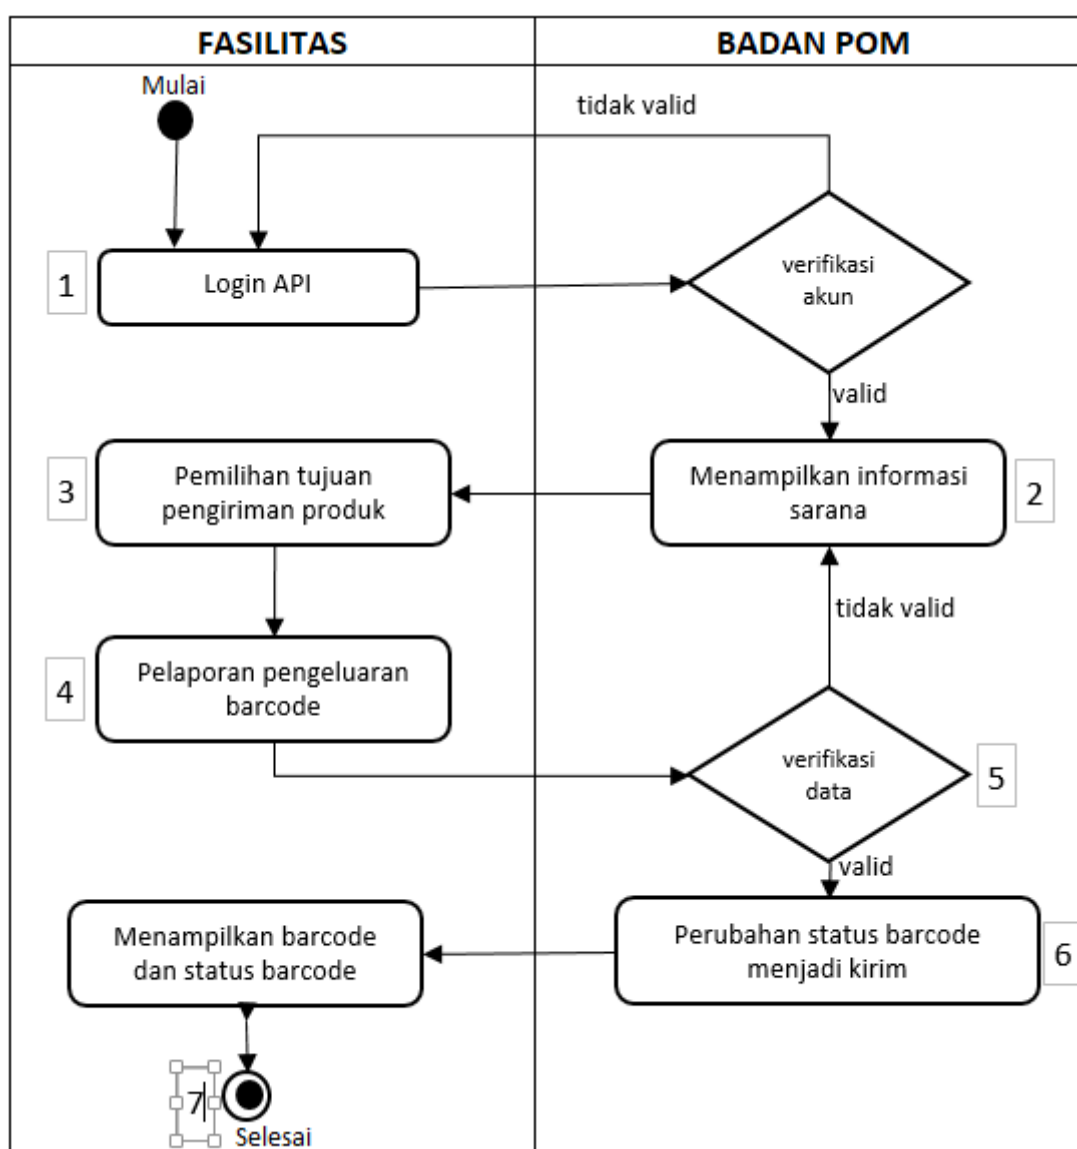 FASILITAS
BADAN POM
Mulai
tidak valid
1
Login API
verifikasi
akun
valid
3
Pemilihan tujuan
pengiriman produk
Menampilkan informasi
sarana
2
tidak valid
4
Pelaporan pengeluaran
barcode
verifikasi
data
5
valid
Menampilkan barcode
dan status barcode
Perubahan status barcode
menjadi kirim
6
7
Selesai